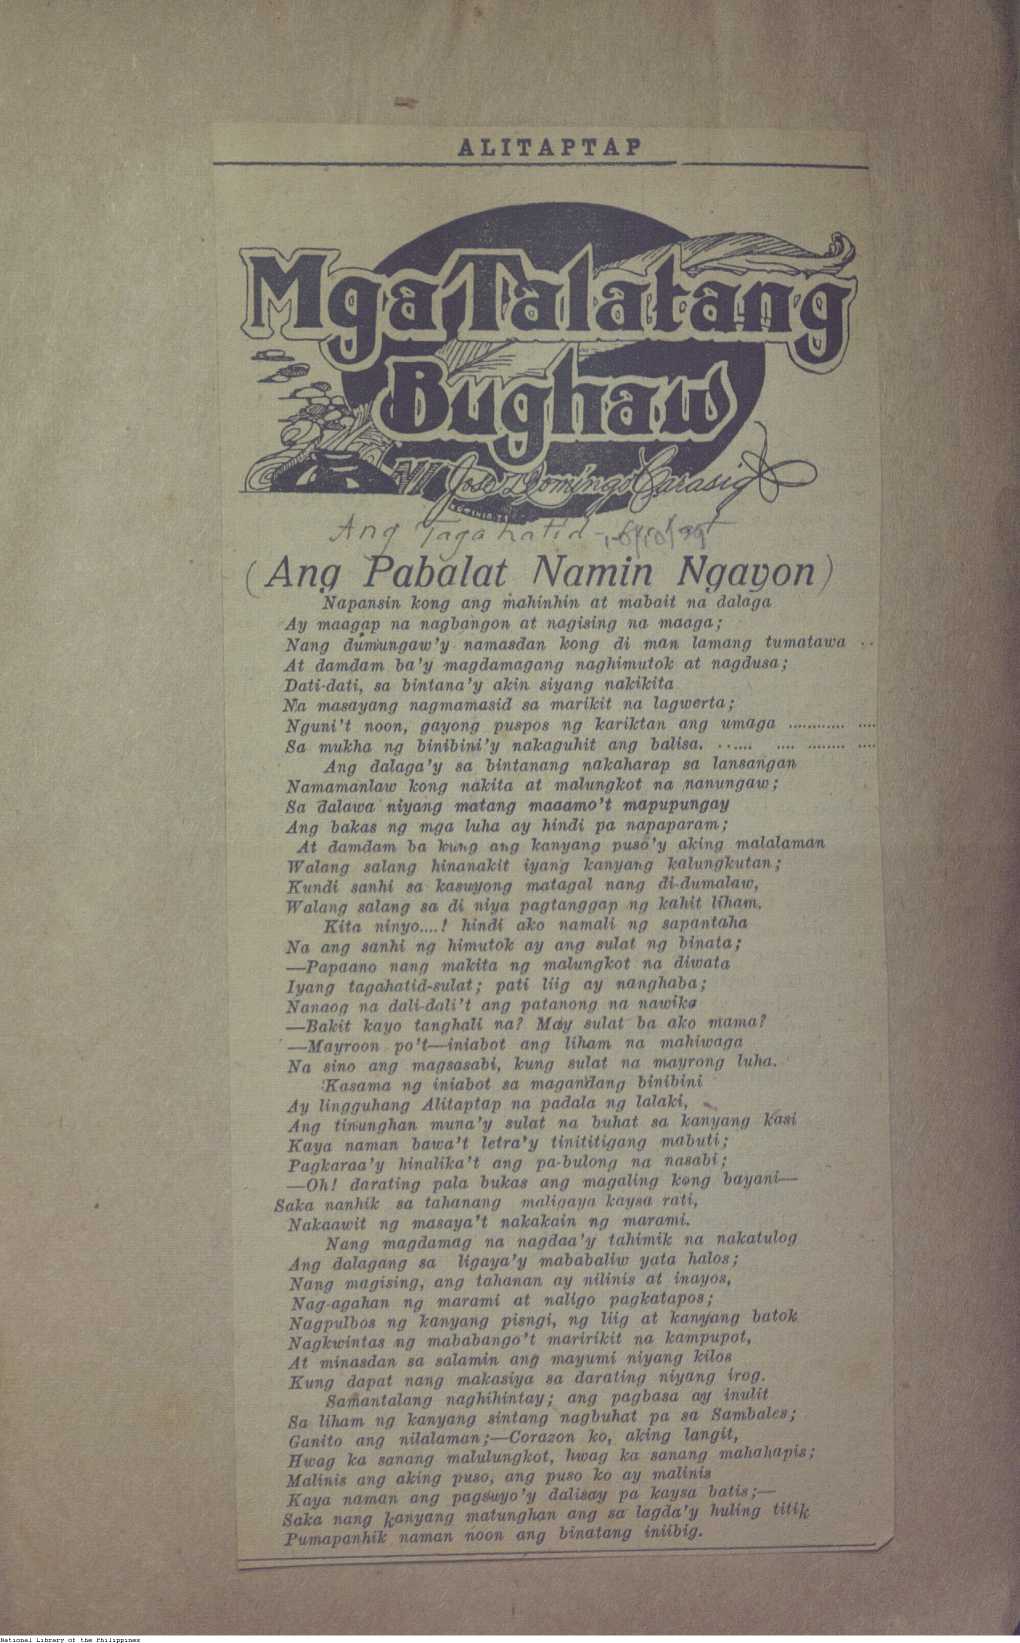 ALITAPTAP
Mga Talatang
Bughaw
NI Jose Domingo Carasig
Ang Tagahatid -
(Ang Pabalat Namin Ngayon)
Napansin kong ang mahinhin at mabait na dalaga
Ay maagap na nagbangon at nagising na maaga;
Nang dumungaw'y namasdan kong di man lamang tumatawa ..
At damdam ba'y magdamagang naghimutok at nagdusa;
Dati-dati, sa bintana'y akin siyang nakikita
Na masayang nagmamasid sa marikit na lagwerta;
Nguni't noon, gayong puspos ng kariktan ang umaga ............ ....
Sa mukha ng binibini'y nakaguhit ang balisa. ...... .... ........ ....
Ang dalaga'y sa bintanang nakaharap sa lansangan
Namamanlaw kong nakita at malungkot na nanungaw;
Sa dalawa niyang matang maaamo't mapupungay
Ang bakas ng mga luha ay hindi pa napaparam;
At damdam ba kung ang kanyang puso'y aking malalaman
Walang salang hinanakit iyang kanyang kalungkutan;
Kundi sanhi sa kasuyong matagal nang di-dumalaw,
Walang salang sa di niya pagtanggap ng kahit liham.
Kita ninyo....! hindi ako namali ng sapantaha
Na ang sanhi ng himutok ay ang sulat ng binata;
—Papaano nang makita ng malungkot na diwata
Iyang tagahatid-sulat; pati liig ay nanghaba;
Nanaog na dali-dali't ang patanong na nawika
—Bakit kayo tanghali na? May sulat ba ako mama?
—Mayroon po't—iniabot ang liham na mahiwaga
Na sino ang magsasabi, kung sulat na mayrong luha.
Kasama ng iniabot sa magandang binibini
Ay lingguhang Alitaptap na padala ng lalaki,
Ang tinunghan muna'y sulat na buhat sa kanyang kasi
Kaya naman bawa't letra'y tinititigang mabuti;
Pagkaraa'y hinalika't ang pa-bulong na nasabi;
—Oh! darating pala bukas ang magaling kong bayani—
Saka nanhik sa tahanang maligaya kaysa rati,
Nakaawit ng masaya't nakakain ng marami.
Nang magdamag na nagdaa'y tahimik na nakatulog
Ang dalagang sa ligaya'y mababaliw yata halos;
Nang magising, ang tahanan ay nilinis at inayos,
Nag-agahan ng marami at naligo pagkatapos;
Nagpulbos ng kanyang pisngi, ng liig at kanyang batok
Nagkwintas ng mababango't maririkit na kampupot,
At minasdan sa salamin ang mayumi niyang kilos
Kung dapat nang makasiya sa darating niyang irog.
Samantalang naghihintay; ang pagbasa ay inulit
Sa liham ng kanyang sintang nagbuhat pa sa Sambales;
Ganito ang nilalaman;—Corazon ko, aking langit,
Hwag ka sanang malulungkot, hwag ka sanang mahahapis;
Malinis ang aking puso, ang puso ko ay malinis
Kaya naman ang pagsuyo'y dalisay pa kaysa batis;—
Saka nang kanyang matunghan ang sa lagda'y huling titik
Pumapanhik naman noon ang binatang iniibig.
National Library of the Philippines